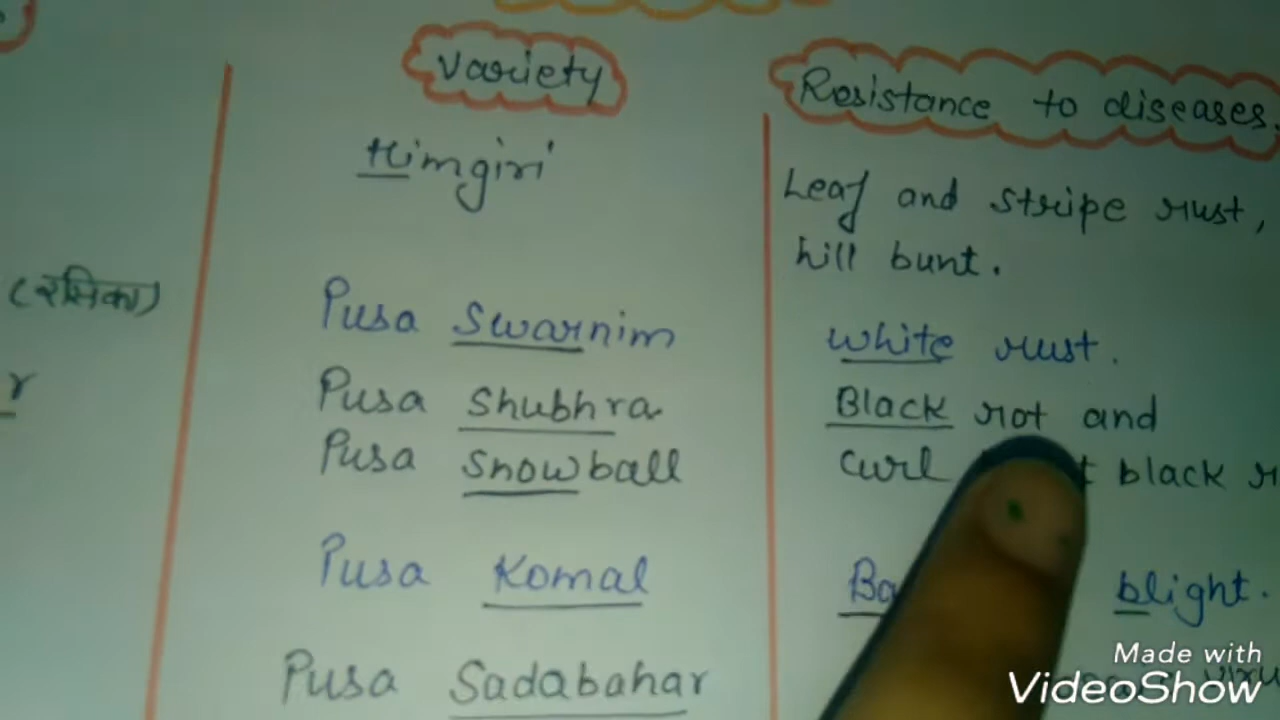 Variety
Resistance to diseases.
Himgiri
Leaf and stripe rust,
hill bunt.
(रसिका)
Pusa Swarnim
white rust.
r
Pusa Shubhra
Black rot and
Pusa Snowball
curl black
Pusa Komal
blight.
Pusa Sadabahar
Made with
VideoShow